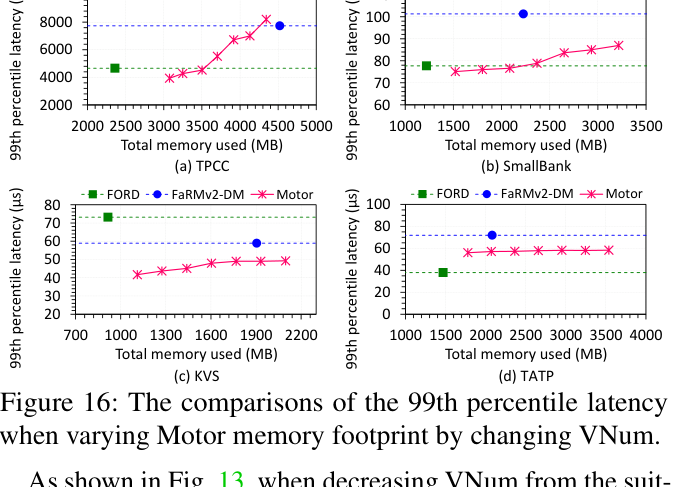 99th percentile latency (μs)
8000
6000
4000
2000
2000 2500 3000 3500 4000 4500 5000
Total memory used (MB)
(a) TPCC
99th percentile latency (μs)
100
90
80
70
60
1000 1500 2000 2500 3000 3500
Total memory used (MB)
(b) SmallBank
FORD FaRMv2-DM Motor
99th percentile latency (μs)
80
70
60
50
40
30
20
700 1000 1300 1600 1900 2200
Total memory used (MB)
(c) KVS
FORD FaRMv2-DM Motor
99th percentile latency (μs)
100
80
60
40
20
0
1000 1500 2000 2500 3000 3500 4000
Total memory used (MB)
(d) TATP
Figure 16: The comparisons of the 99th percentile latency
when varying Motor memory footprint by changing VNum.
As shown in Fig. 13, when decreasing VNum from the suit-